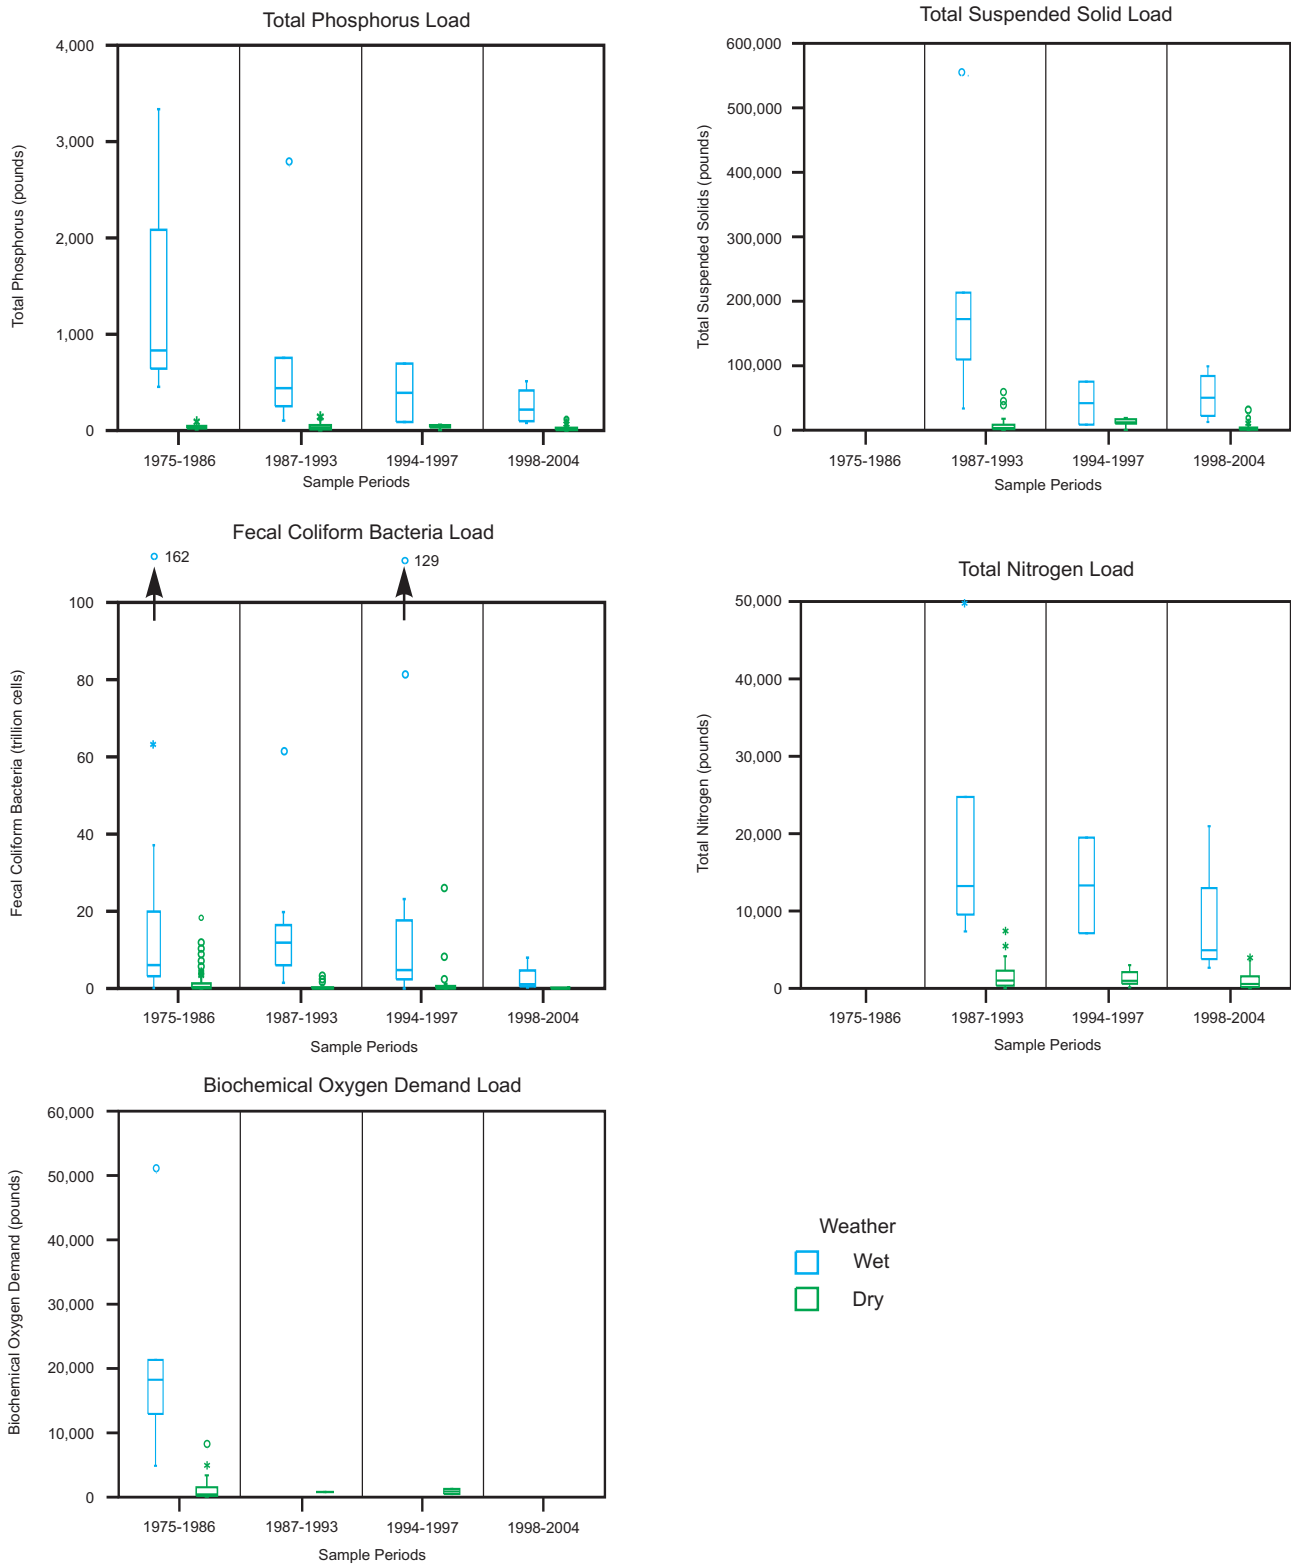 Total Phosphorus Load
4,000
3,000
2,000
1,000
0
Total Phosphorus (pounds)
1975-1986 1987-1993 1994-1997 1998-2004
Sample Periods
Total Suspended Solid Load
600,000
500,000
400,000
300,000
200,000
100,000
0
Total Suspended Solids (pounds)
1975-1986 1987-1993 1994-1997 1998-2004
Sample Periods
Fecal Coliform Bacteria Load
162
129
100
80
60
40
20
0
Fecal Coliform Bacteria (trillion cells)
1975-1986 1987-1993 1994-1997 1998-2004
Sample Periods
Total Nitrogen Load
50,000
40,000
30,000
20,000
10,000
0
Total Nitrogen (pounds)
1975-1986 1987-1993 1994-1997 1998-2004
Sample Periods
Biochemical Oxygen Demand Load
60,000
50,000
40,000
30,000
20,000
10,000
0
Biochemical Oxygen Demand (pounds)
1975-1986 1987-1993 1994-1997 1998-2004
Sample Periods
Weather
Wet
Dry